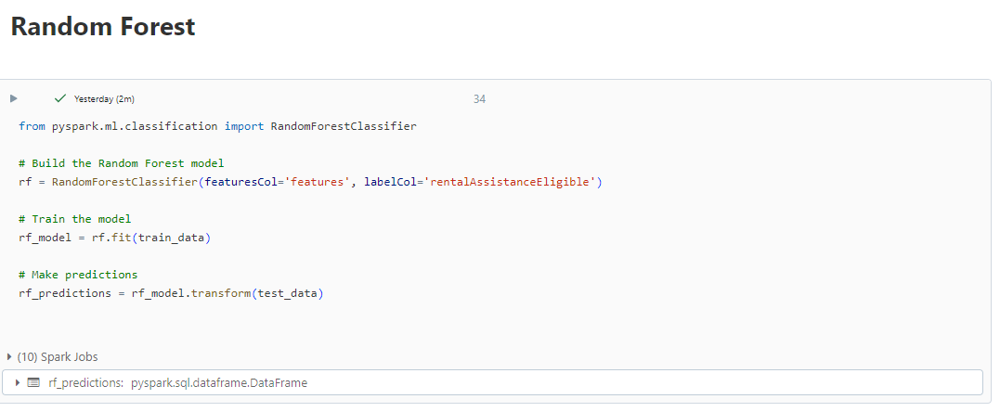 Random Forest
Yesterday (2m)
34
from pyspark.ml.classification import RandomForestClassifier
# Build the Random Forest model
rf = RandomForestClassifier(featuresCol='features', labelCol='rentalAssistanceEligible')
# Train the model
rf_model = rf.fit(train_data)
# Make predictions
rf_predictions = rf_model.transform(test_data)
(10) Spark Jobs
rf_predictions: pyspark.sql.dataframe.DataFrame